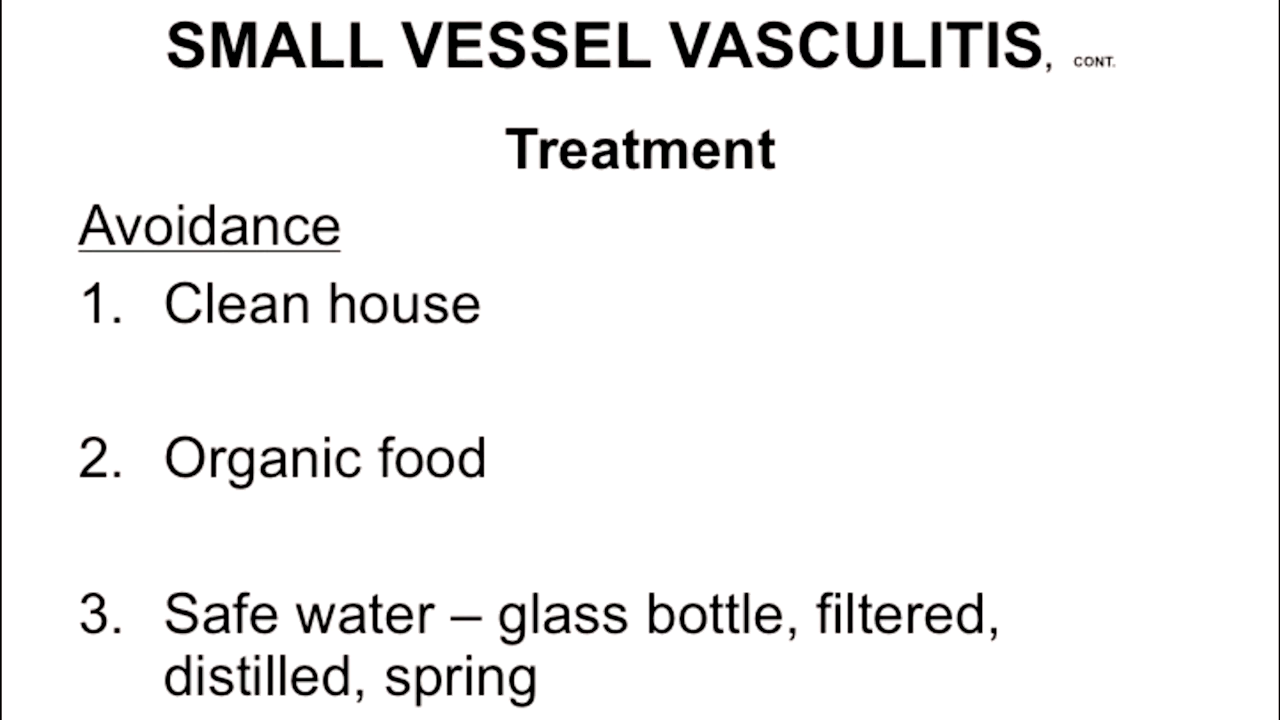 SMALL VESSEL VASCULITIS, CONT.
Treatment
Avoidance
1. Clean house
2. Organic food
3. Safe water – glass bottle, filtered,
distilled, spring